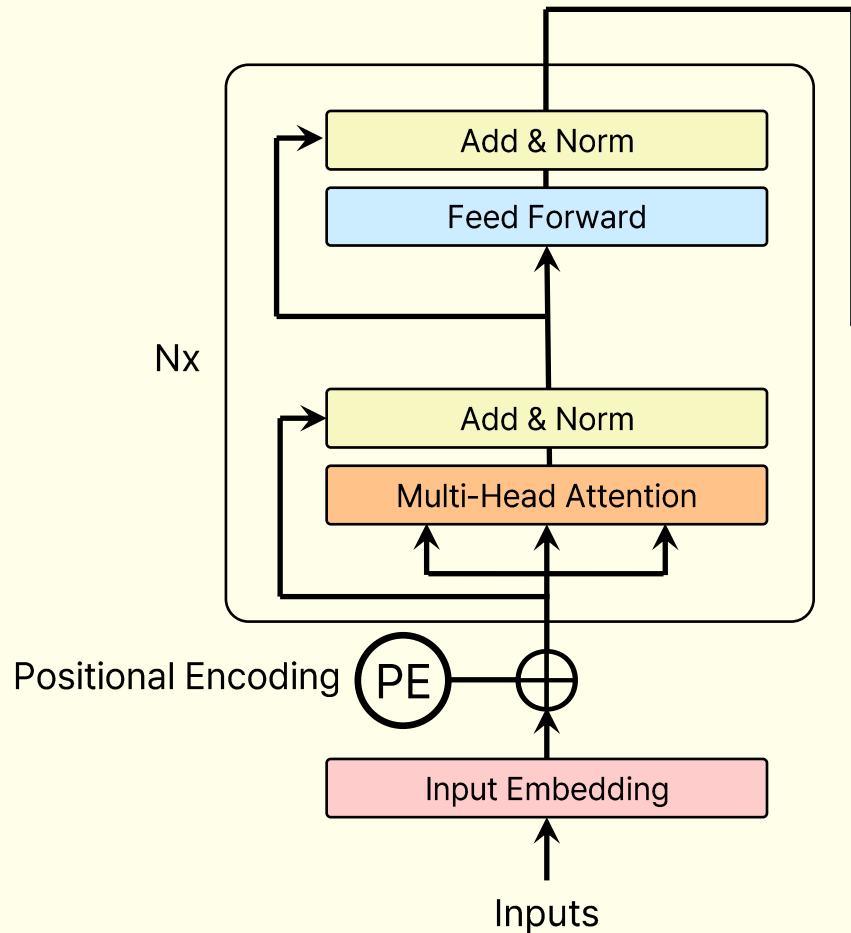 Add & Norm
Feed Forward
Nx
Add & Norm
Multi-Head Attention
Positional Encoding
PE
Input Embedding
Inputs